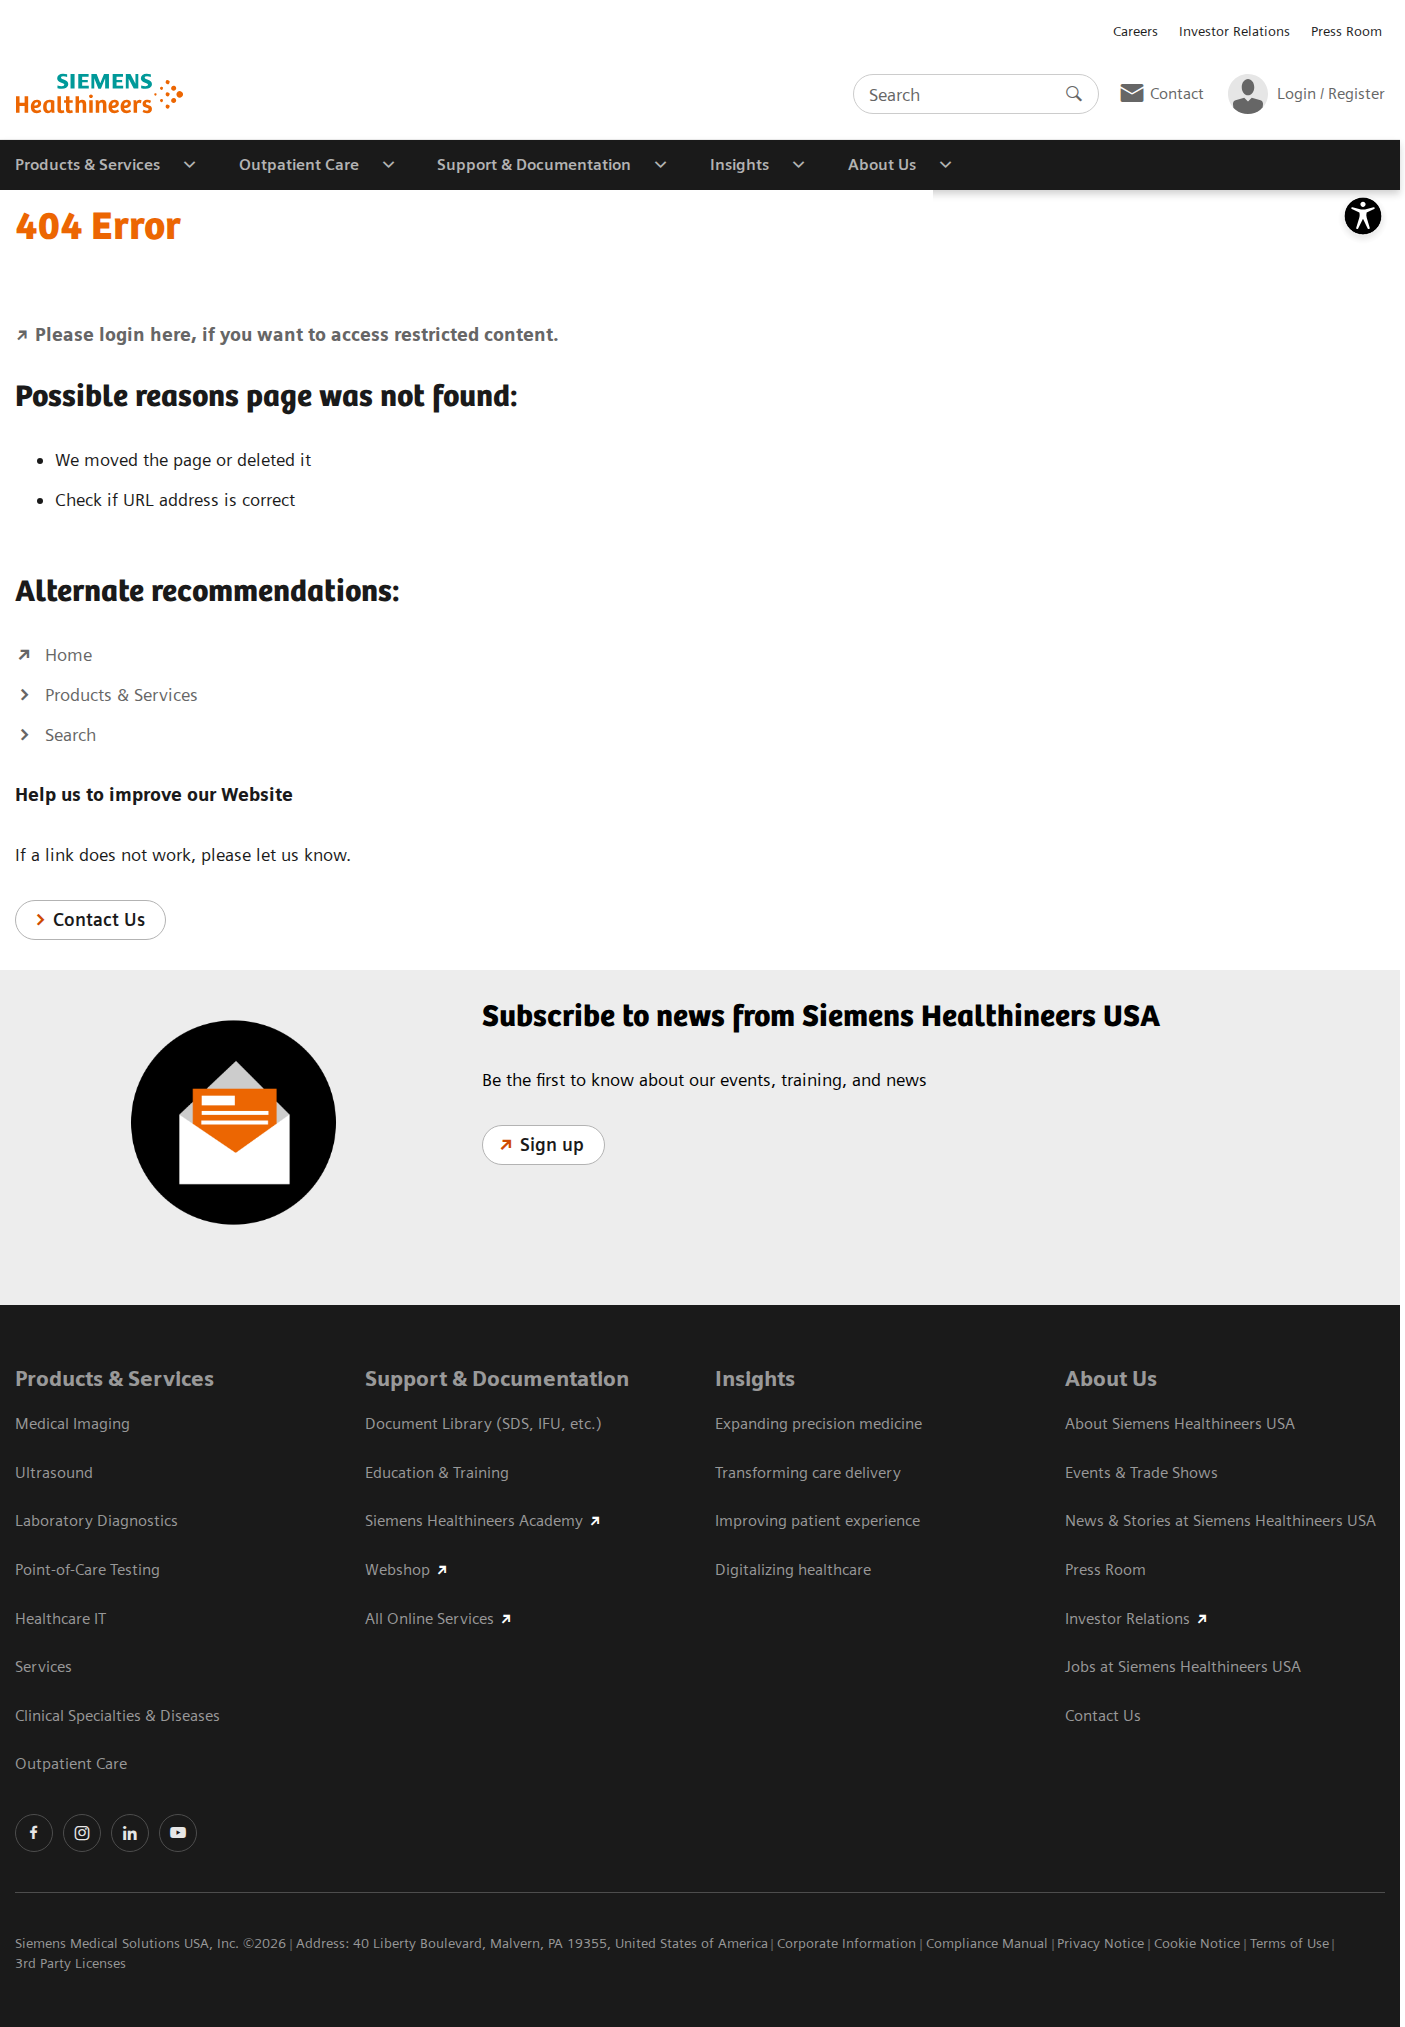 Careers Investor Relations Press Room
SIEMENS
Healthineers
Search
Contact
Login / Register
Products & Services Outpatient Care Support & Documentation Insights About Us
404 Error
Please login here, if you want to access restricted content.
Possible reasons page was not found:
• We moved the page or deleted it
• Check if URL address is correct
Alternate recommendations:
Home
Products & Services
Search
Help us to improve our Website
If a link does not work, please let us know.
Contact Us
Subscribe to news from Siemens Healthineers USA
Be the first to know about our events, training, and news
Sign up
Products & Services
Medical Imaging
Ultrasound
Laboratory Diagnostics
Point-of-Care Testing
Healthcare IT
Services
Clinical Specialties & Diseases
Outpatient Care
Support & Documentation
Document Library (SDS, IFU, etc.)
Education & Training
Siemens Healthineers Academy
Webshop
All Online Services
Insights
Expanding precision medicine
Transforming care delivery
Improving patient experience
Digitalizing healthcare
About Us
About Siemens Healthineers USA
Events & Trade Shows
News & Stories at Siemens Healthineers USA
Press Room
Investor Relations
Jobs at Siemens Healthineers USA
Contact Us
Siemens Medical Solutions USA, Inc. ©2026 | Address: 40 Liberty Boulevard, Malvern, PA 19355, United States of America | Corporate Information | Compliance Manual | Privacy Notice | Cookie Notice | Terms of Use |
3rd Party Licenses